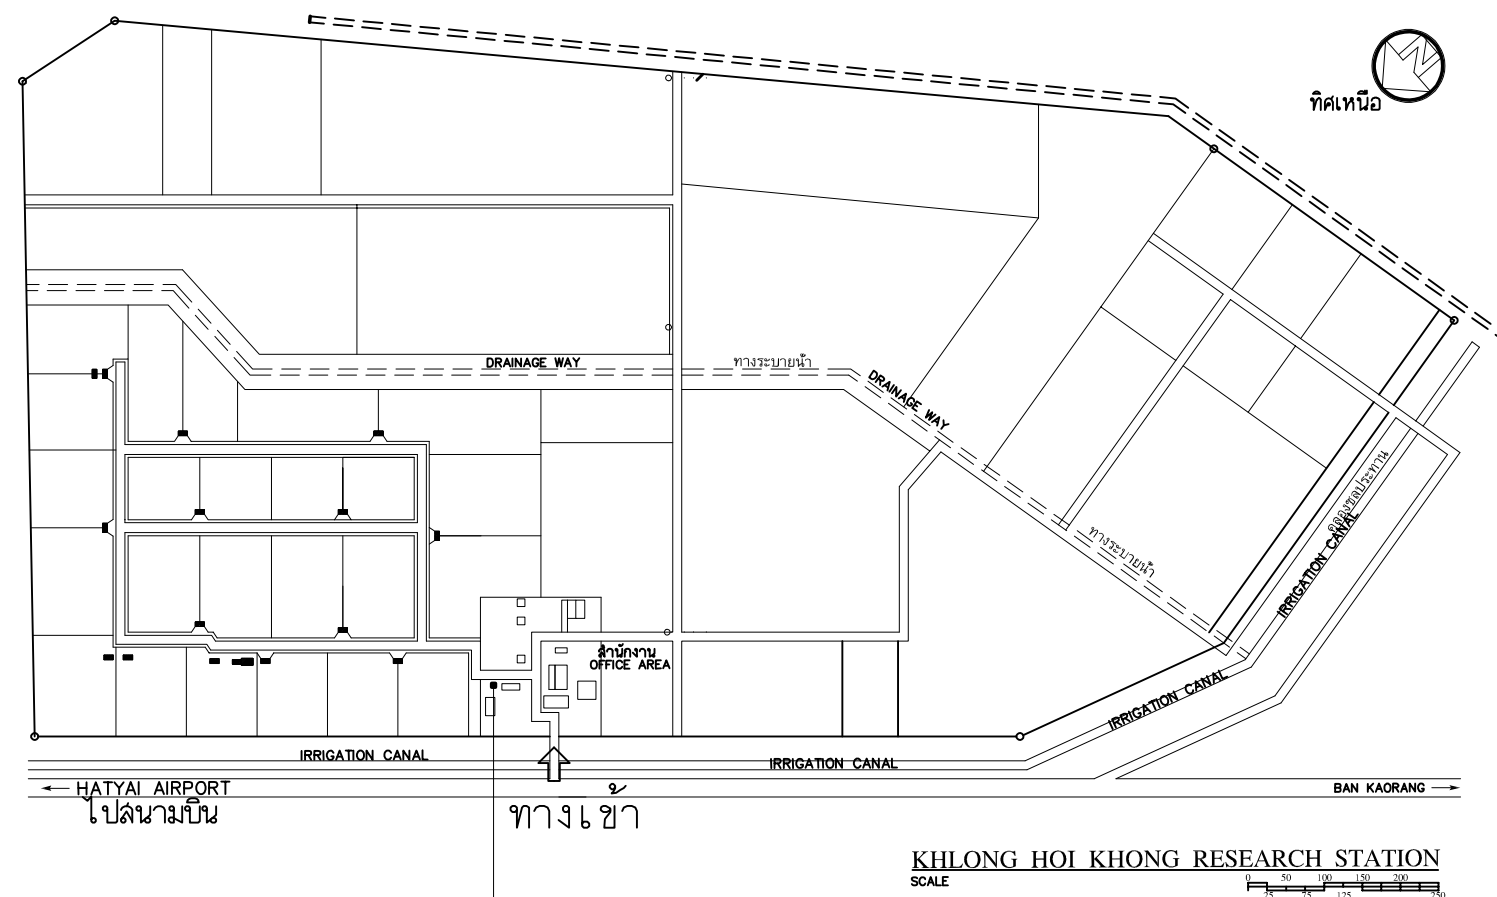 ทิศเหนือ
DRAINAGE WAY
ทางระบายน้ำ
DRAINAGE WAY
ทางระบายน้ำ
คลองชลประทาน
IRRIGATION CANAL
สำนักงาน
OFFICE AREA
IRRIGATION CANAL
IRRIGATION CANAL
IRRIGATION CANAL
HATYAI AIRPORT
ไปสนามบิน
ทางเข้า
BAN KAORANG
KHLONG HOI KHONG RESEARCH STATION
SCALE
0 50 100 150 200
25 75 125 250